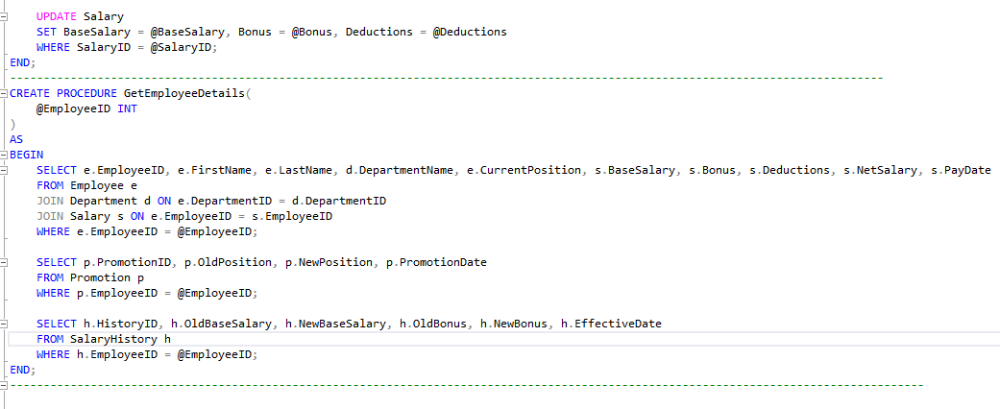 UPDATE Salary
SET BaseSalary = @BaseSalary, Bonus = @Bonus, Deductions = @Deductions
WHERE SalaryID = @SalaryID;
END;
----------------------------------------------------------------------------------------------------------------------------------
CREATE PROCEDURE GetEmployeeDetails(
@EmployeeID INT
)
AS
BEGIN
SELECT e.EmployeeID, e.FirstName, e.LastName, d.DepartmentName, e.CurrentPosition, s.BaseSalary, s.Bonus, s.Deductions, s.NetSalary, s.PayDate
FROM Employee e
JOIN Department d ON e.DepartmentID = d.DepartmentID
JOIN Salary s ON e.EmployeeID = s.EmployeeID
WHERE e.EmployeeID = @EmployeeID;
SELECT p.PromotionID, p.OldPosition, p.NewPosition, p.PromotionDate
FROM Promotion p
WHERE p.EmployeeID = @EmployeeID;
SELECT h.HistoryID, h.OldBaseSalary, h.NewBaseSalary, h.OldBonus, h.NewBonus, h.EffectiveDate
FROM SalaryHistory h
WHERE h.EmployeeID = @EmployeeID;
END;
----------------------------------------------------------------------------------------------------------------------------------------